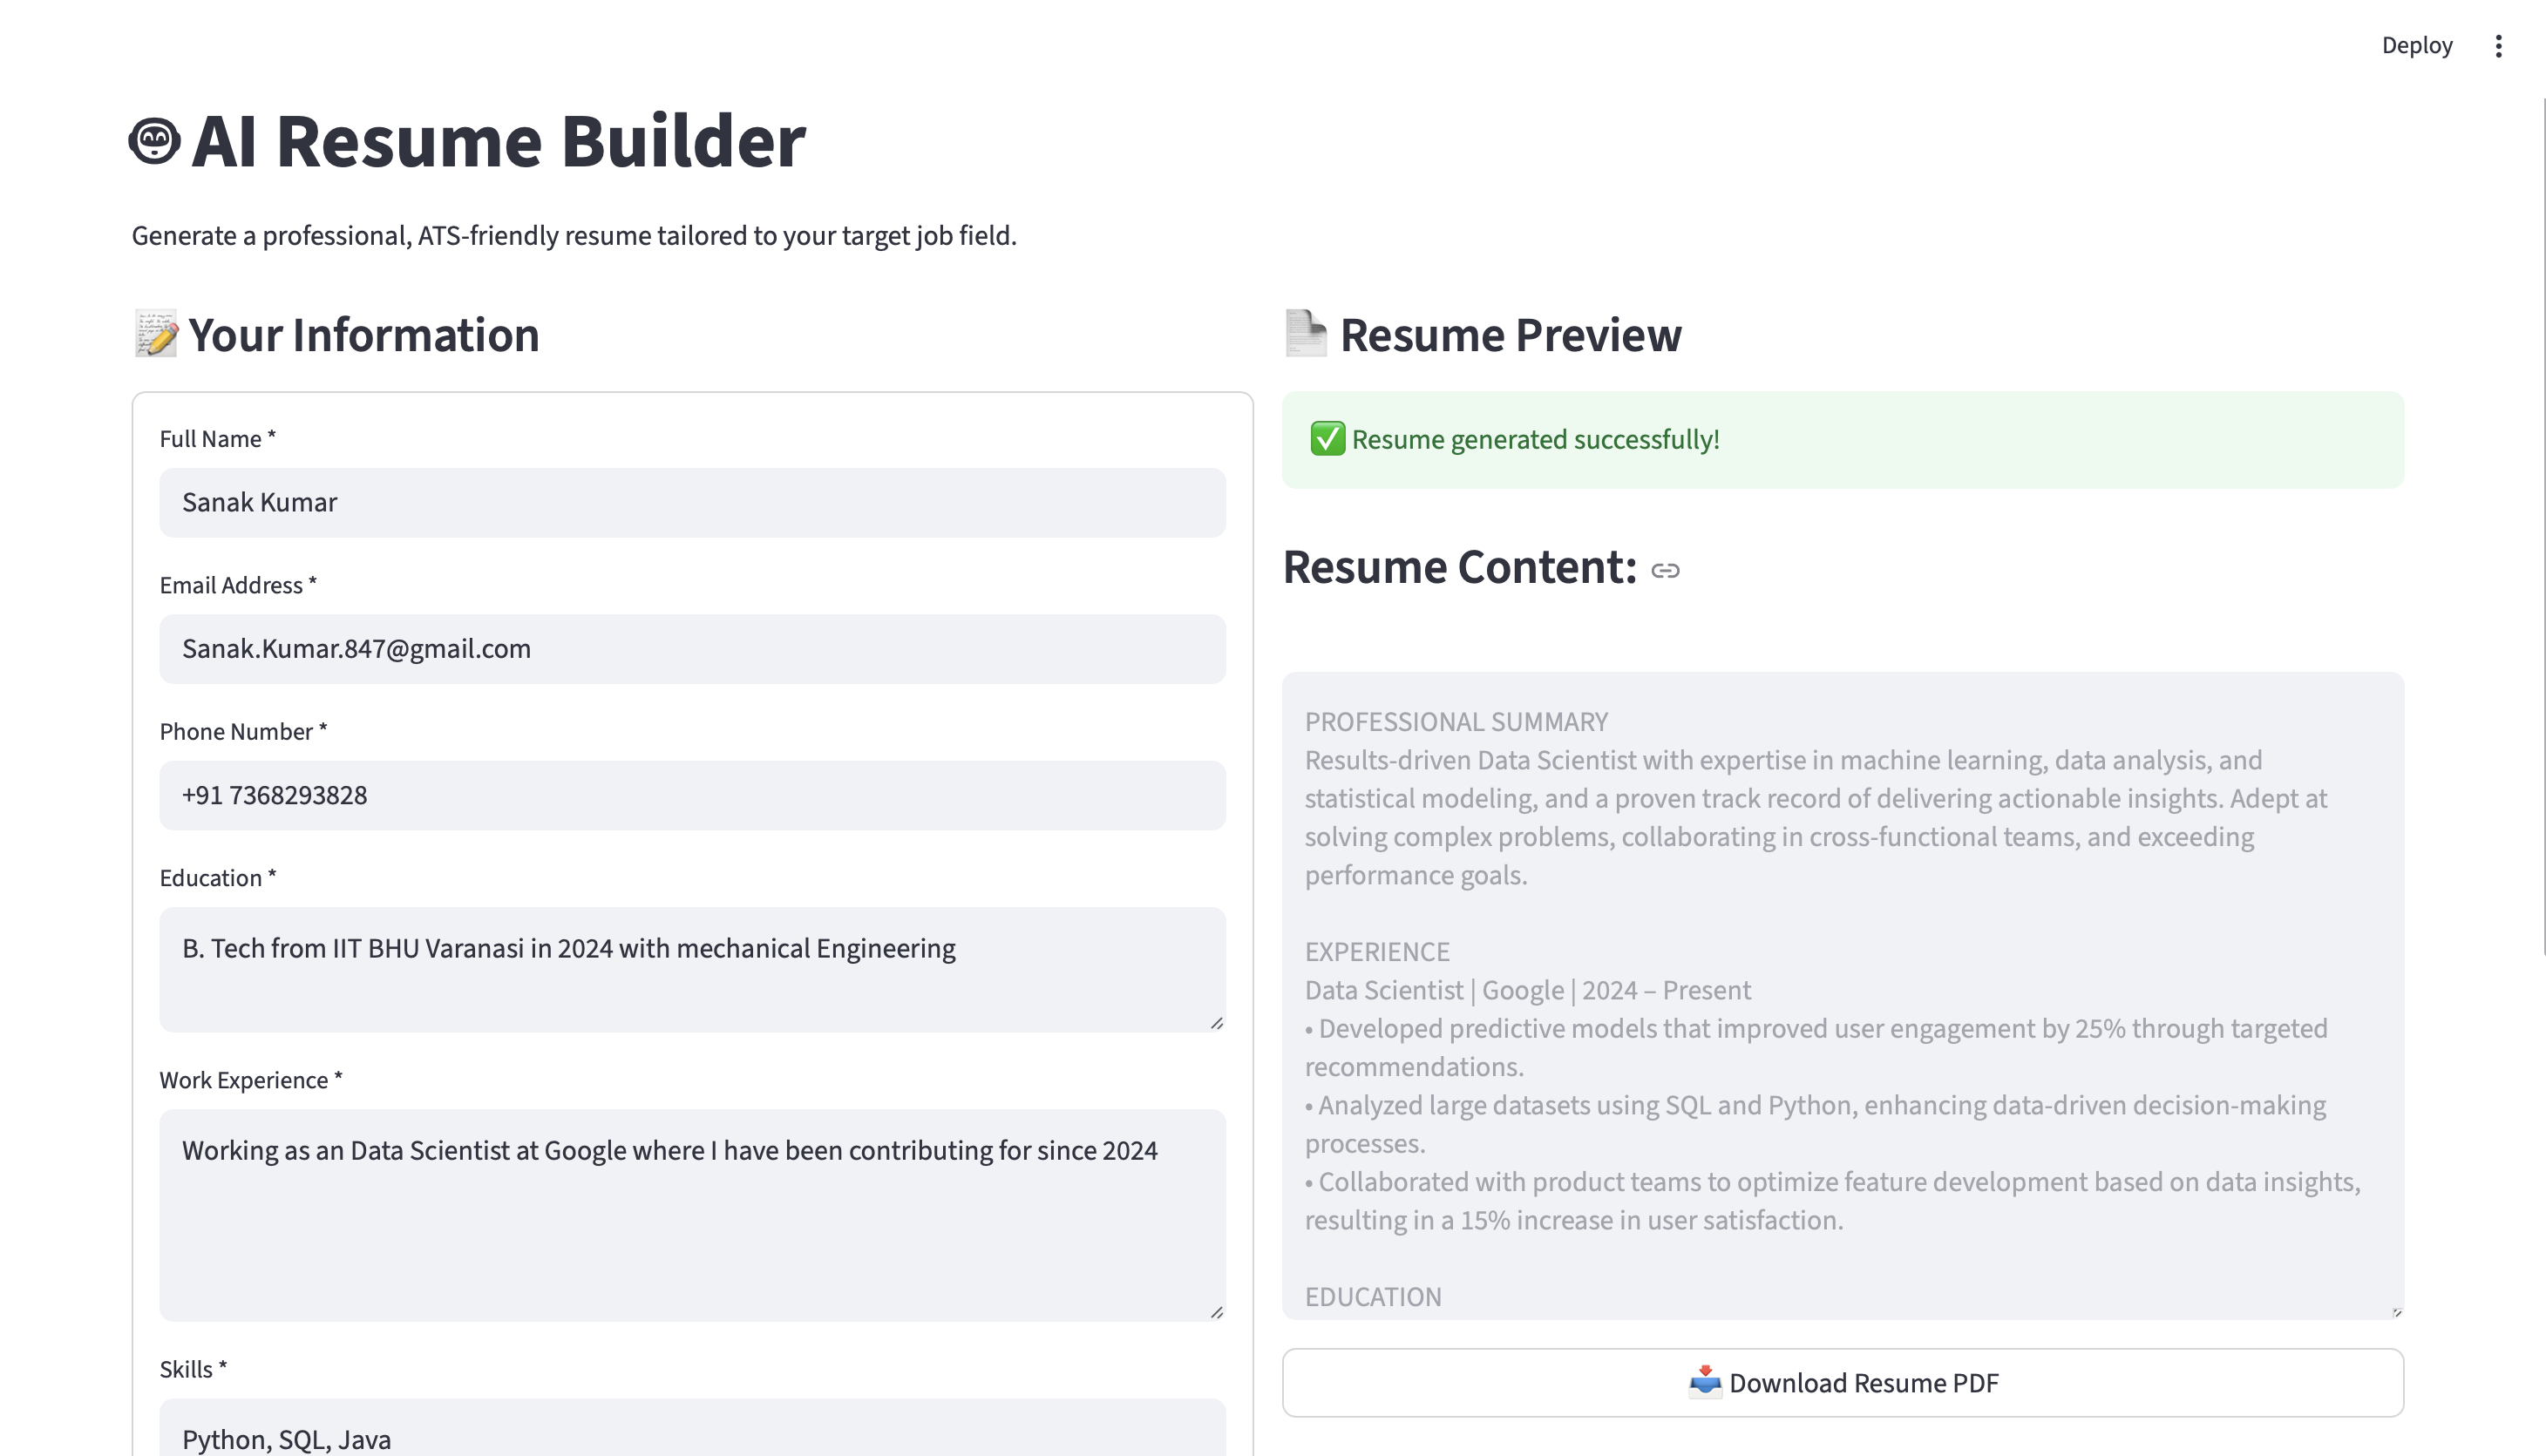 Deploy
AI Resume Builder
Generate a professional, ATS-friendly resume tailored to your target job field.
Your Information
Full Name *
Sanak Kumar
Email Address *
Sanak.Kumar.847@gmail.com
Phone Number *
+91 7368293828
Education *
B. Tech from IIT BHU Varanasi in 2024 with mechanical Engineering
Work Experience *
Working as an Data Scientist at Google where I have been contributing for since 2024
Skills *
Python, SQL, Java
Resume Preview
✅ Resume generated successfully!
Resume Content:
PROFESSIONAL SUMMARY
Results-driven Data Scientist with expertise in machine learning, data analysis, and
statistical modeling, and a proven track record of delivering actionable insights. Adept at
solving complex problems, collaborating in cross-functional teams, and exceeding
performance goals.
EXPERIENCE
Data Scientist | Google | 2024 – Present
• Developed predictive models that improved user engagement by 25% through targeted
recommendations.
• Analyzed large datasets using SQL and Python, enhancing data-driven decision-making
processes.
• Collaborated with product teams to optimize feature development based on data insights,
resulting in a 15% increase in user satisfaction.
EDUCATION
Download Resume PDF